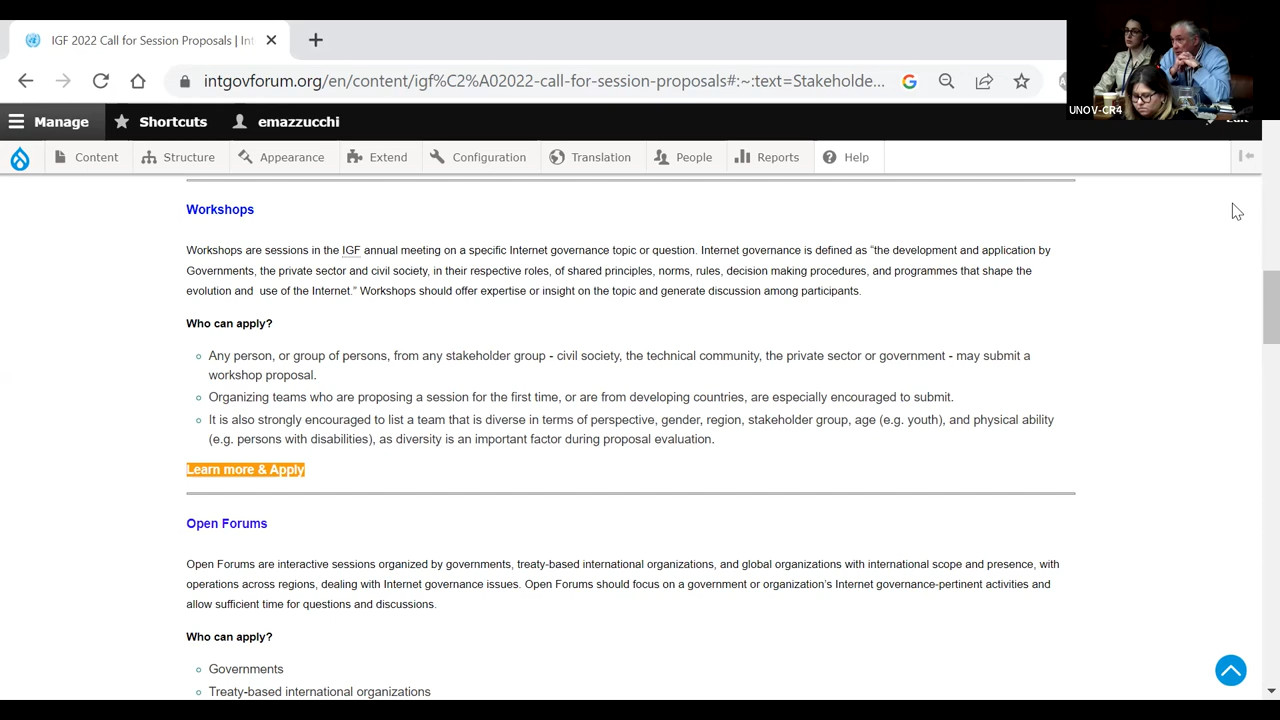 IGF 2022 Call for Session Proposals | Int
intgovforum.org/en/content/igf%C2%A02022-call-for-session-proposals#:~:text=Stakeholde...
UNOV-CR4
Manage Shortcuts emazzucchi Edit
Content Structure Appearance Extend Configuration Translation People Reports Help
Workshops
Workshops are sessions in the IGF annual meeting on a specific Internet governance topic or question. Internet governance is defined as "the development and application by
Governments, the private sector and civil society, in their respective roles, of shared principles, norms, rules, decision making procedures, and programmes that shape the
evolution and use of the Internet." Workshops should offer expertise or insight on the topic and generate discussion among participants.
Who can apply?
Any person, or group of persons, from any stakeholder group - civil society, the technical community, the private sector or government - may submit a
workshop proposal.
Organizing teams who are proposing a session for the first time, or are from developing countries, are especially encouraged to submit.
It is also strongly encouraged to list a team that is diverse in terms of perspective, gender, region, stakeholder group, age (e.g. youth), and physical ability
(e.g. persons with disabilities), as diversity is an important factor during proposal evaluation.
Learn more & Apply
Open Forums
Open Forums are interactive sessions organized by governments, treaty-based international organizations, and global organizations with international scope and presence, with
operations across regions, dealing with Internet governance issues. Open Forums should focus on a government or organization's Internet governance-pertinent activities and
allow sufficient time for questions and discussions.
Who can apply?
Governments
Treaty-based international organizations